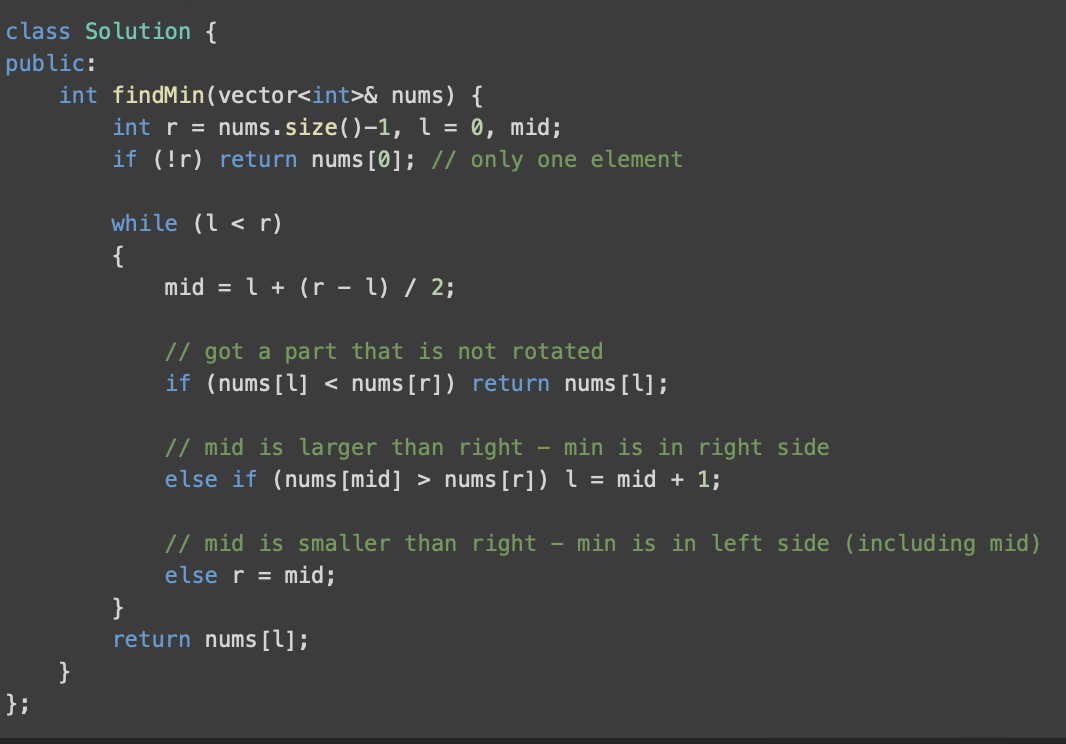 class Solution {
public:
    int findMin(vector<int>& nums) {
        int r = nums.size()-1, l = 0, mid;
        if (!r) return nums[0]; // only one element

        while (l < r)
        {
            mid = l + (r - l) / 2;

            // got a part that is not rotated
            if (nums[l] < nums[r]) return nums[l];

            // mid is larger than right - min is in right side
            else if (nums[mid] > nums[r]) l = mid + 1;

            // mid is smaller than right - min is in left side (including mid)
            else r = mid;
        }
        return nums[l];
    }
};